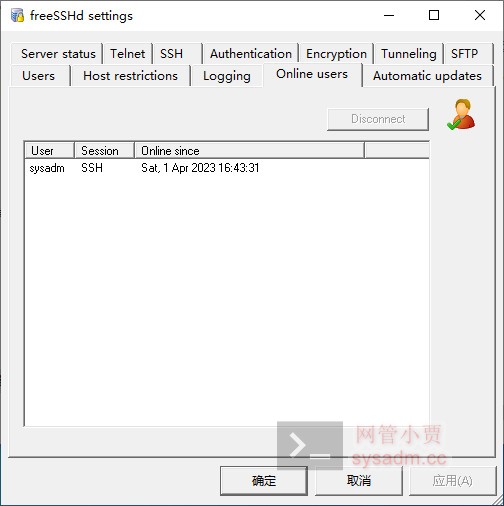 freeSSHd settings
Server status Telnet SSH Authentication Encryption Tunneling SFTP
Users Host restrictions Logging Online users Automatic updates
Disconnect
User Session Online since
sysadm SSH Sat, 1 Apr 2023 16:43:31
网管小贾
sysadm.cc
确定 取消 应用(A)